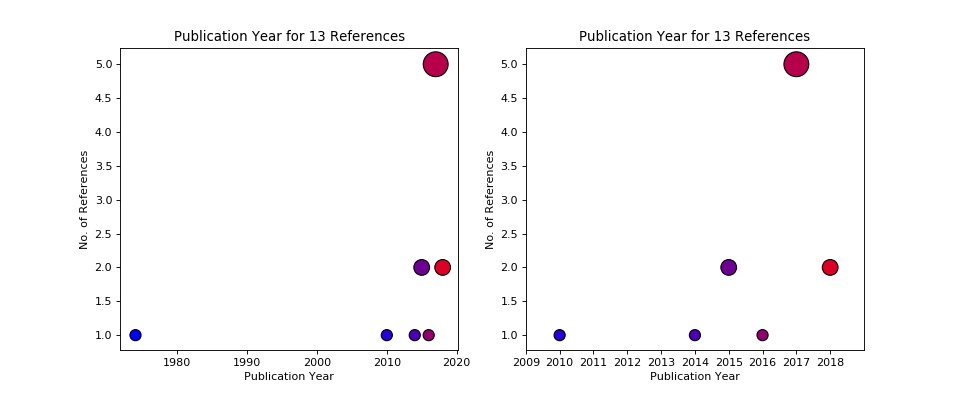 Publication Year for 13 References
5.0
4.5
4.0
3.5
3.0
2.5
2.0
1.5
1.0
No. of References
1980 1990 2000 2010 2020
Publication Year
Publication Year for 13 References
5.0
4.5
4.0
3.5
3.0
2.5
2.0
1.5
1.0
No. of References
2009 2010 2011 2012 2013 2014 2015 2016 2017 2018
Publication Year